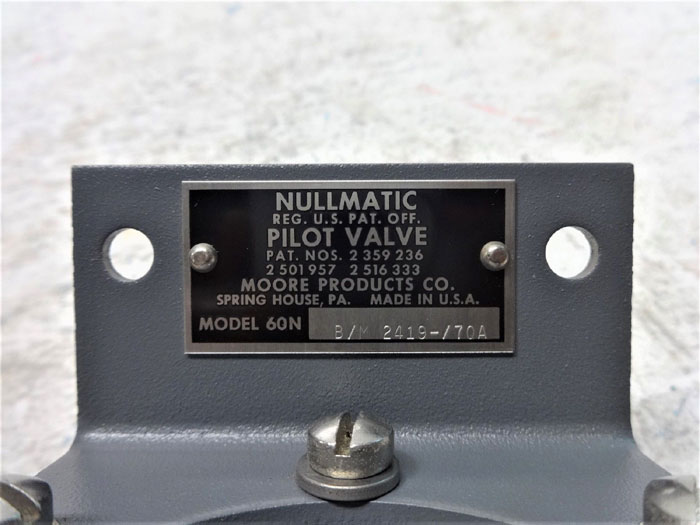 NULLMATIC
REG. U.S. PAT. OFF.
PILOT VALVE
PAT. NOS. 2 359 236
2 501 957 2 516 333
MOORE PRODUCTS CO.
SPRING HOUSE, PA. MADE IN U.S.A.
MODEL 60N B/M 2419-/70A